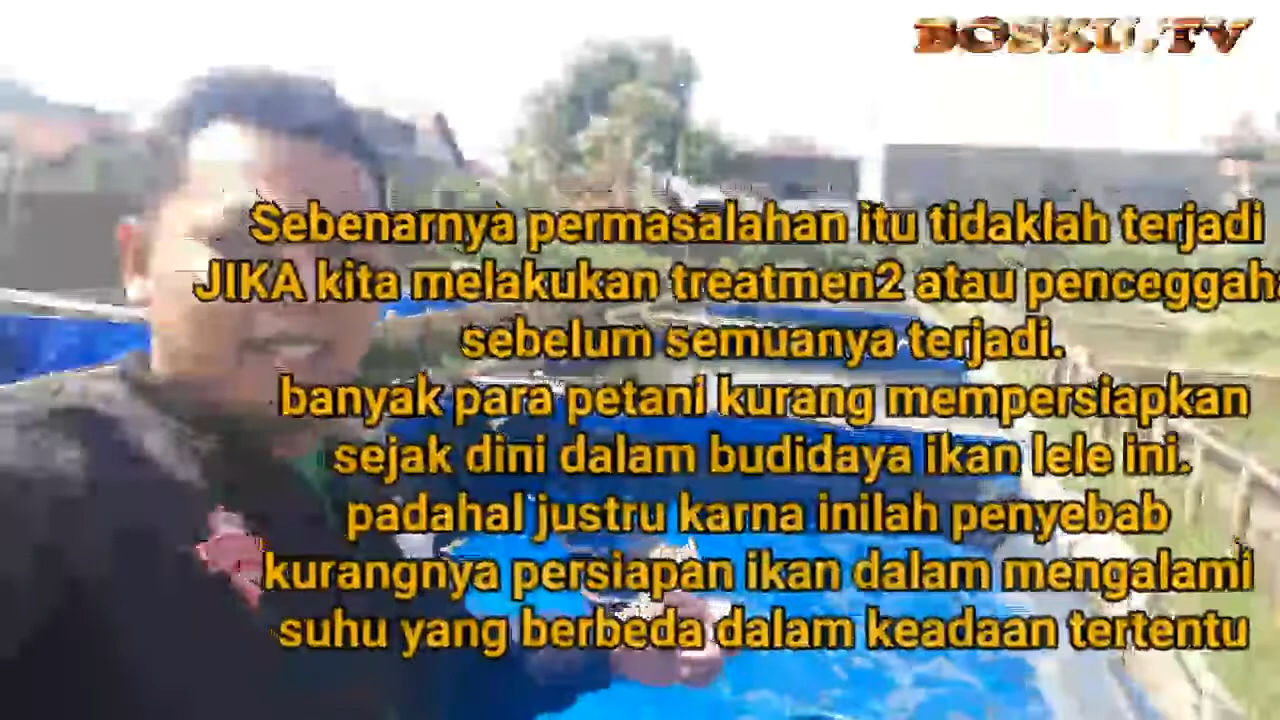 BOSKU.TV
Sebenarnya permasalahan itu tidaklah terjadi
JIKA kita melakukan treatmen2 atau penceggaha
sebelum semuanya terjadi.
banyak para petani kurang mempersiapkan
sejak dini dalam budidaya ikan lele ini.
padahal justru karna inilah penyebab
kurangnya persiapan ikan dalam mengalami
suhu yang berbeda dalam keadaan tertentu